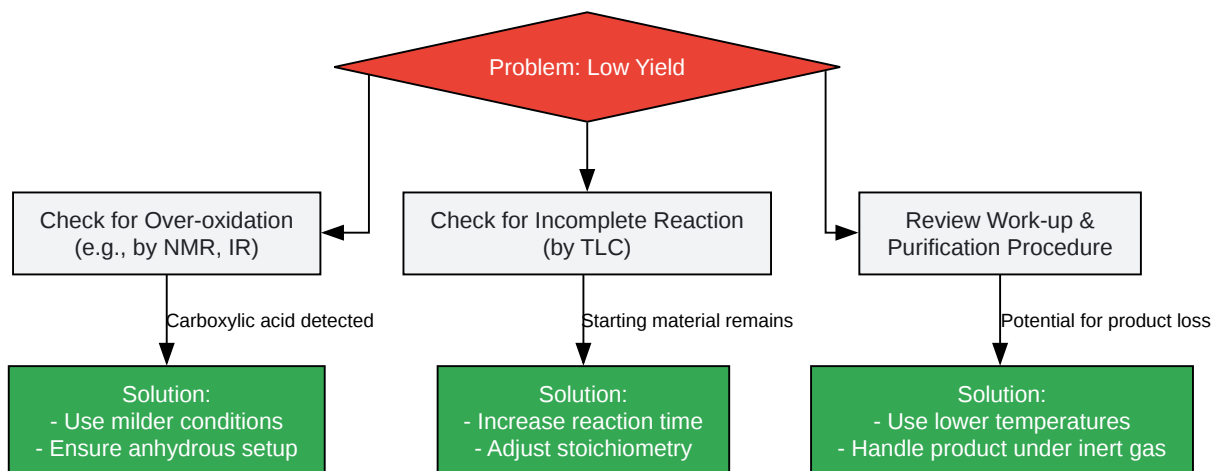 Problem: Low Yield
Check for Over-oxidation
(e.g., by NMR, IR)
Check for Incomplete Reaction
(by TLC)
Review Work-up &
Purification Procedure
Carboxylic acid detected
Starting material remains
Potential for product loss
Solution:
- Use milder conditions
- Ensure anhydrous setup
Solution:
- Increase reaction time
- Adjust stoichiometry
Solution:
- Use lower temperatures
- Handle product under inert gas